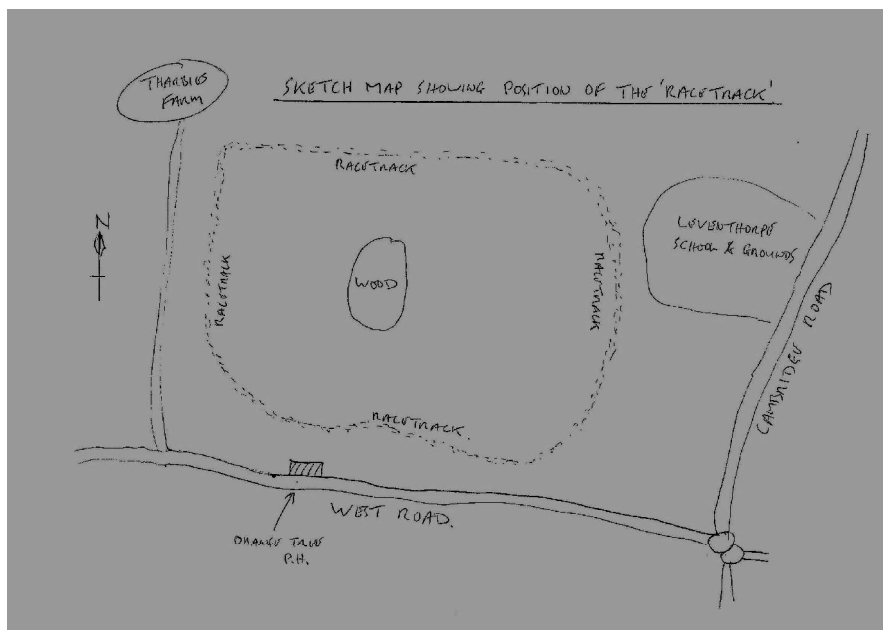 SKETCH MAP SHOWING POSITION OF THE 'RACETRACK'
THARBIES
FARM
RACETRACK
N
LEVENTHORPE
SCHOOL & GROUNDS
WOOD
RACETRACK
RACETRACK
CAMBRIDGE ROAD
RACETRACK.
WEST ROAD.
ORANGE TREE
P.H.